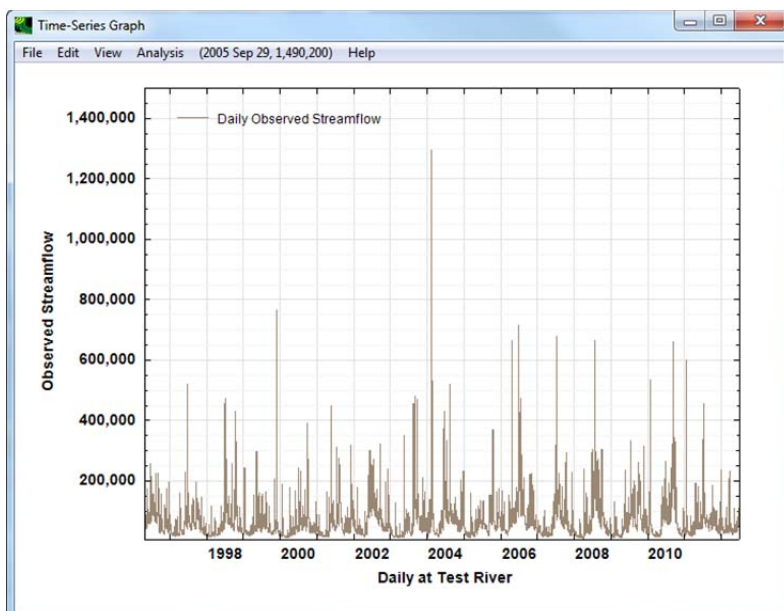 Time-Series Graph
File Edit View Analysis (2005 Sep 29, 1,490,200) Help
Daily Observed Streamflow
1,400,000
1,200,000
1,000,000
800,000
600,000
400,000
200,000
Observed Streamflow
1998 2000 2002 2004 2006 2008 2010
Daily at Test River